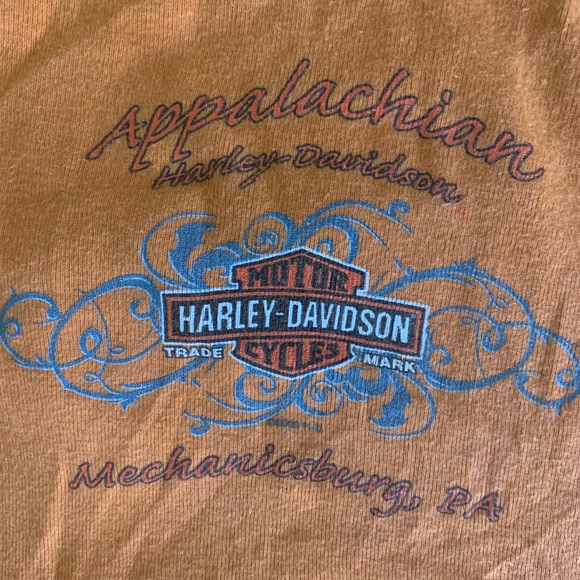 Appalachian
Harley-Davidson
MOTOR
HARLEY-DAVIDSON
TRADE MARK
CYCLES
Mechanicsburg, PA